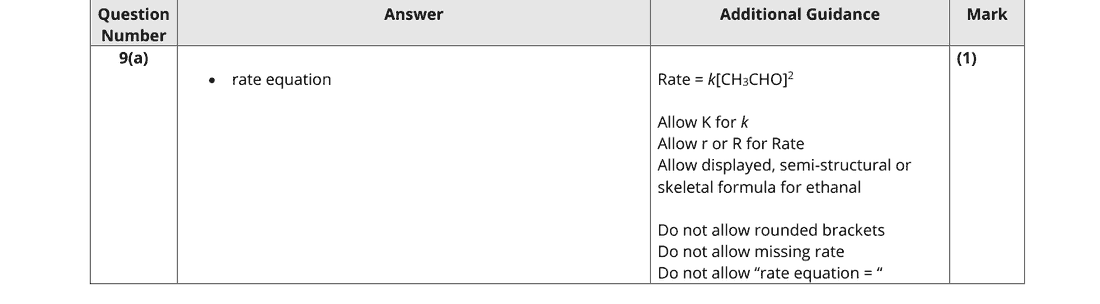 Question Number Answer Additional Guidance Mark
9(a) (1)
• rate equation Rate = k[CH₃CHO]²
Allow K for k
Allow r or R for Rate
Allow displayed, semi-structural or
skeletal formula for ethanal
Do not allow rounded brackets
Do not allow missing rate
Do not allow “rate equation = “